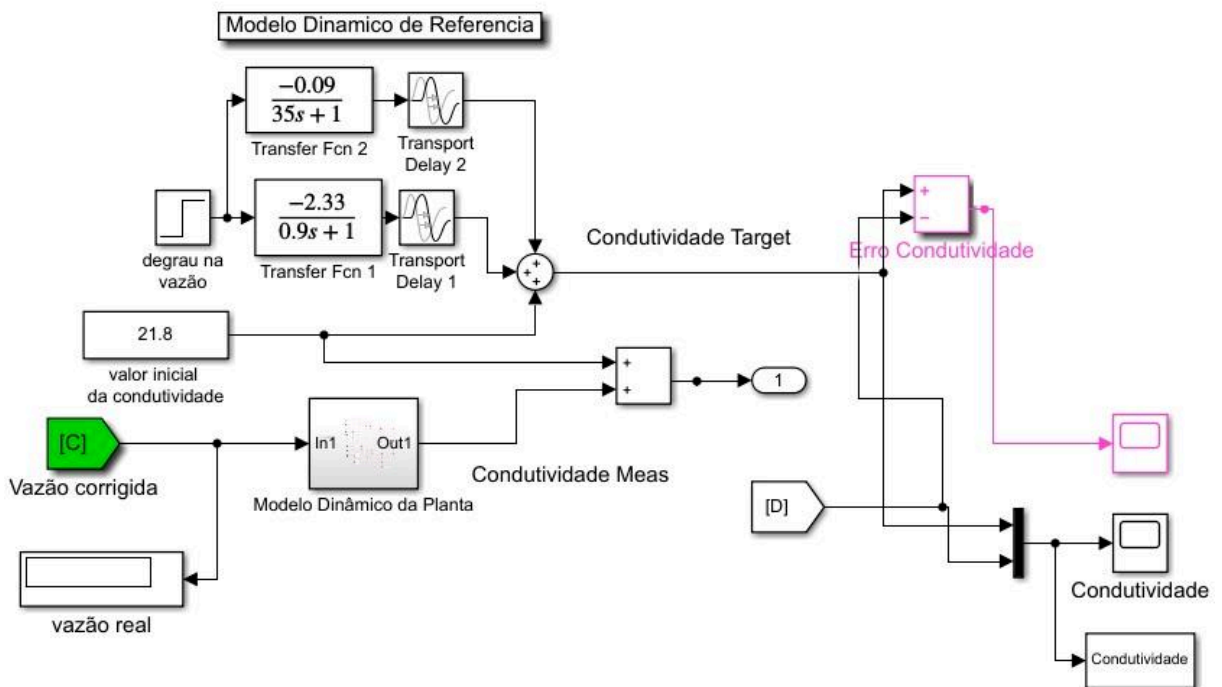 Modelo Dinamico de Referencia
-0.09
35s + 1
Transfer Fcn 2
Transport
Delay 2
degrau na
vazão
-2.33
0.9s + 1
Transfer Fcn 1
Transport
Delay 1
+
+
+
Condutividade Target
+
−
Erro Condutividade
21.8
valor inicial
da condutividade
+
+
1
[C]
Vazão corrigida
In1
Out1
Modelo Dinâmico da Planta
Condutividade Meas
vazão real
[D]
Condutividade
Condutividade